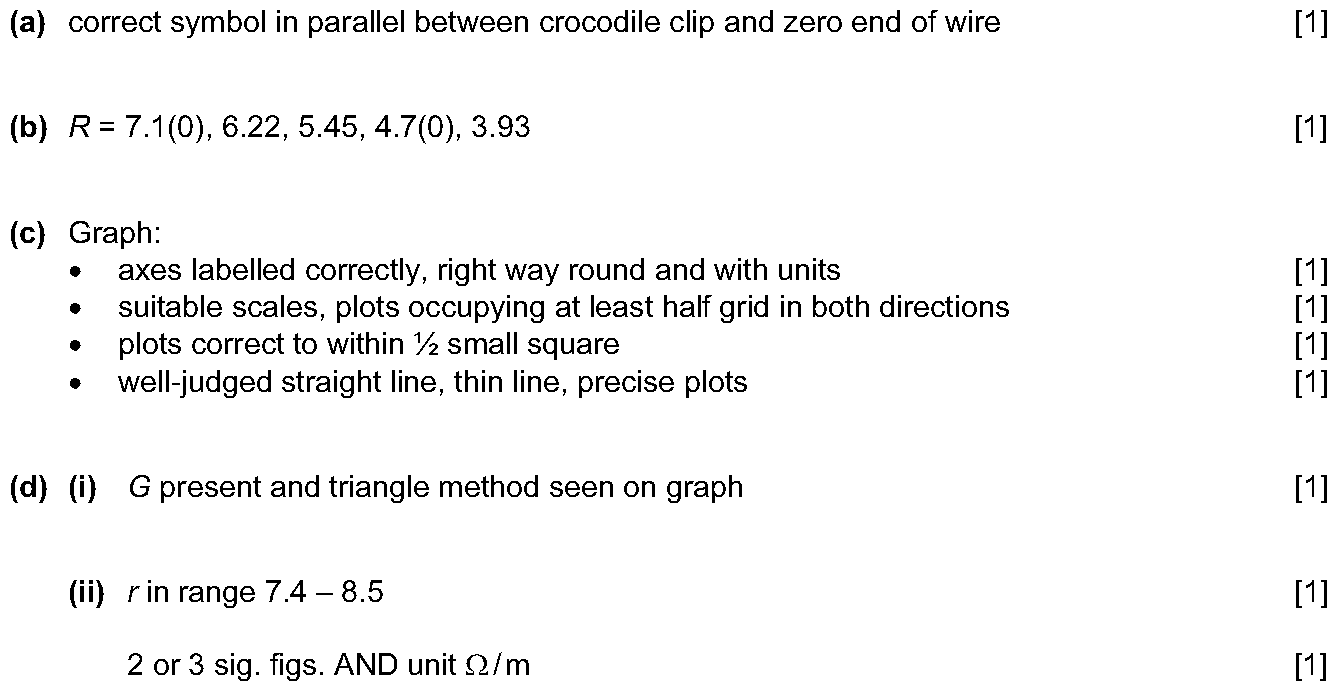 (a) correct symbol in parallel between crocodile clip and zero end of wire [1]
(b) R = 7.1(0), 6.22, 5.45, 4.7(0), 3.93 [1]
(c) Graph:
• axes labelled correctly, right way round and with units [1]
• suitable scales, plots occupying at least half grid in both directions [1]
• plots correct to within ½ small square [1]
• well-judged straight line, thin line, precise plots [1]
(d) (i) G present and triangle method seen on graph [1]
(ii) r in range 7.4 – 8.5 [1]
2 or 3 sig. figs. AND unit Ω/m [1]